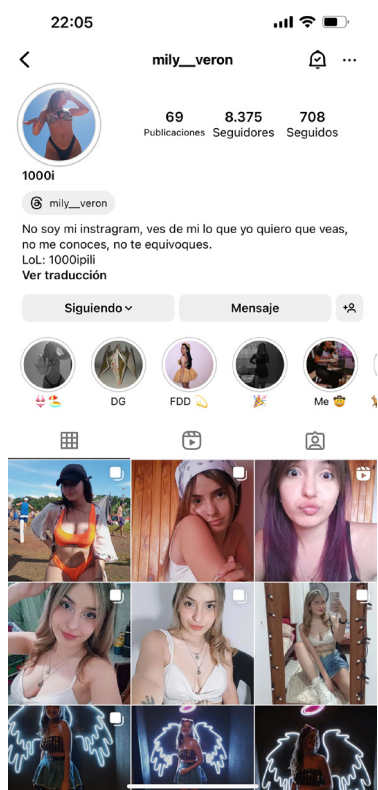 22:05
mily__veron
69 8.375 708
Publicaciones Seguidores Seguidos
1000i
mily__veron
No soy mi instragram, ves de mi lo que yo quiero que veas,
no me conoces, no te equivoques.
LoL: 1000ipili
Ver traducción
Siguiendo Mensaje
DG FDD Me